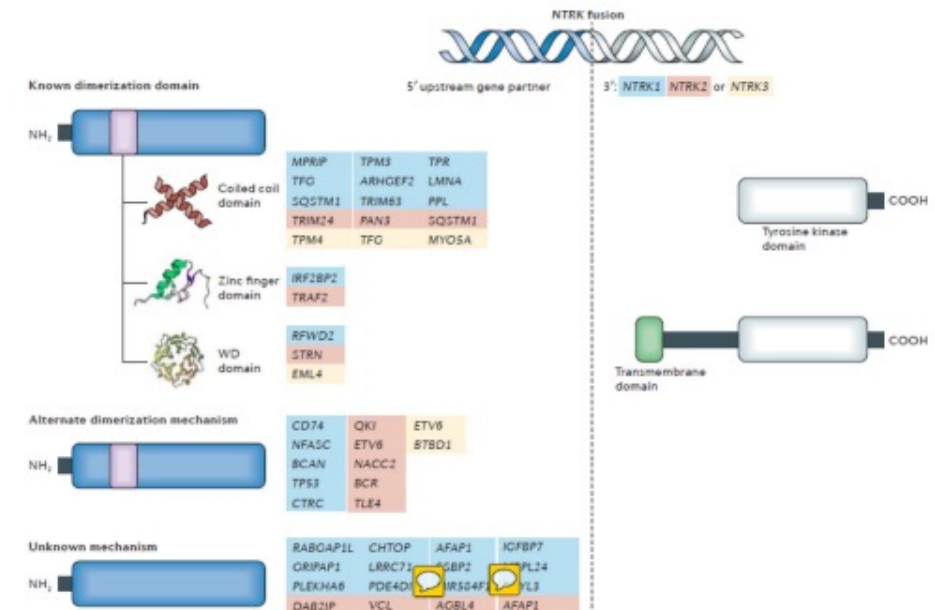 NTRK fusion
Known dimerization domain
5′ upstream gene partner
3′: NTRK1 NTRK2 or NTRK3
NH2
MPRIP TPM3 TPR
TFG ARHGEF2 LMNA
SQSTM1 TRIM63 PPL
TRIM24 PAN3 SQSTM1
TPM4 TFG MYO5A
Coiled coil
domain
COOH
Tyrosine kinase
domain
Zinc finger
domain
IRF2BP2
TRAF2
RFWD2
STRN
EML4
WD
domain
COOH
Transmembrane
domain
Alternate dimerization mechanism
NH2
CD74 QKI ETV6
NFASC ETV6 BTBD1
BCAN NACC2
TP53 BCR
CTRC TLE4
Unknown mechanism
NH2
RABGAP1L CHTOP AFAP1 IGFBP7
GRIPAP1 LRRC71
PLEKHA6
DAB2IP VCL AGBL4 AFAP1